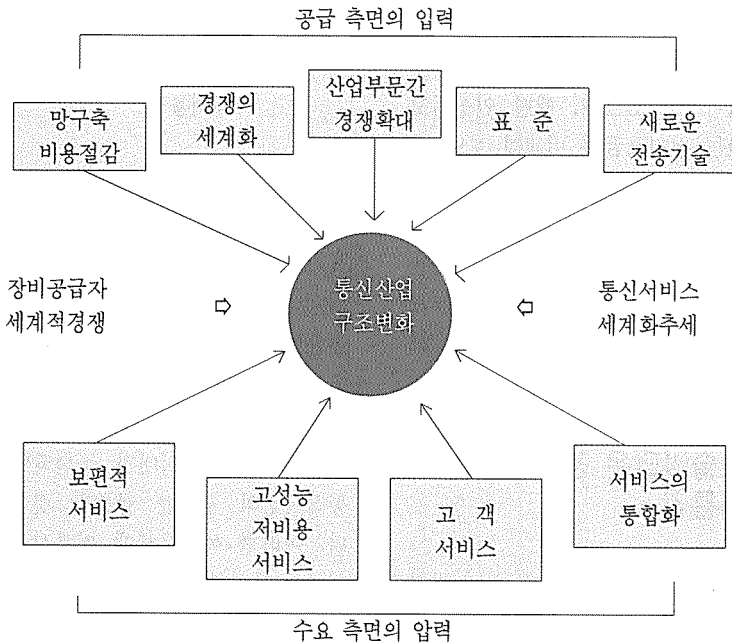 공급 측면의 입력
망구축
비용절감
경쟁의
세계화
산업부문간
경쟁확대
표 준
새로운
전송기술
장비공급자
세계적경쟁
통신산업
구조변화
통신서비스
세계화추세
보편적
서비스
고성능
저비용
서비스
고 객
서비스
서비스의
통합화
수요 측면의 압력